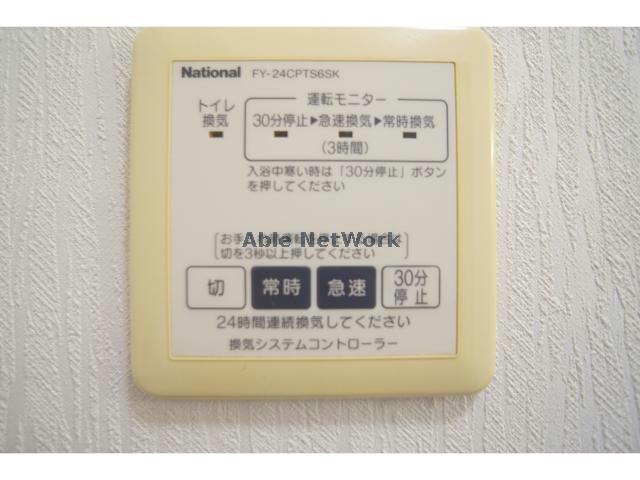 National FY-24CPTS6SK
トイレ
換気
運転モニター
30分停止▶急速換気▶常時換気
(3時間)
入浴中寒い時は「30分停止」ボタン
を押してください
お手
Able NetWork
切を3秒以上押してください
切 常時 急速 30分
停止
24時間連続換気してください
換気システムコントローラー